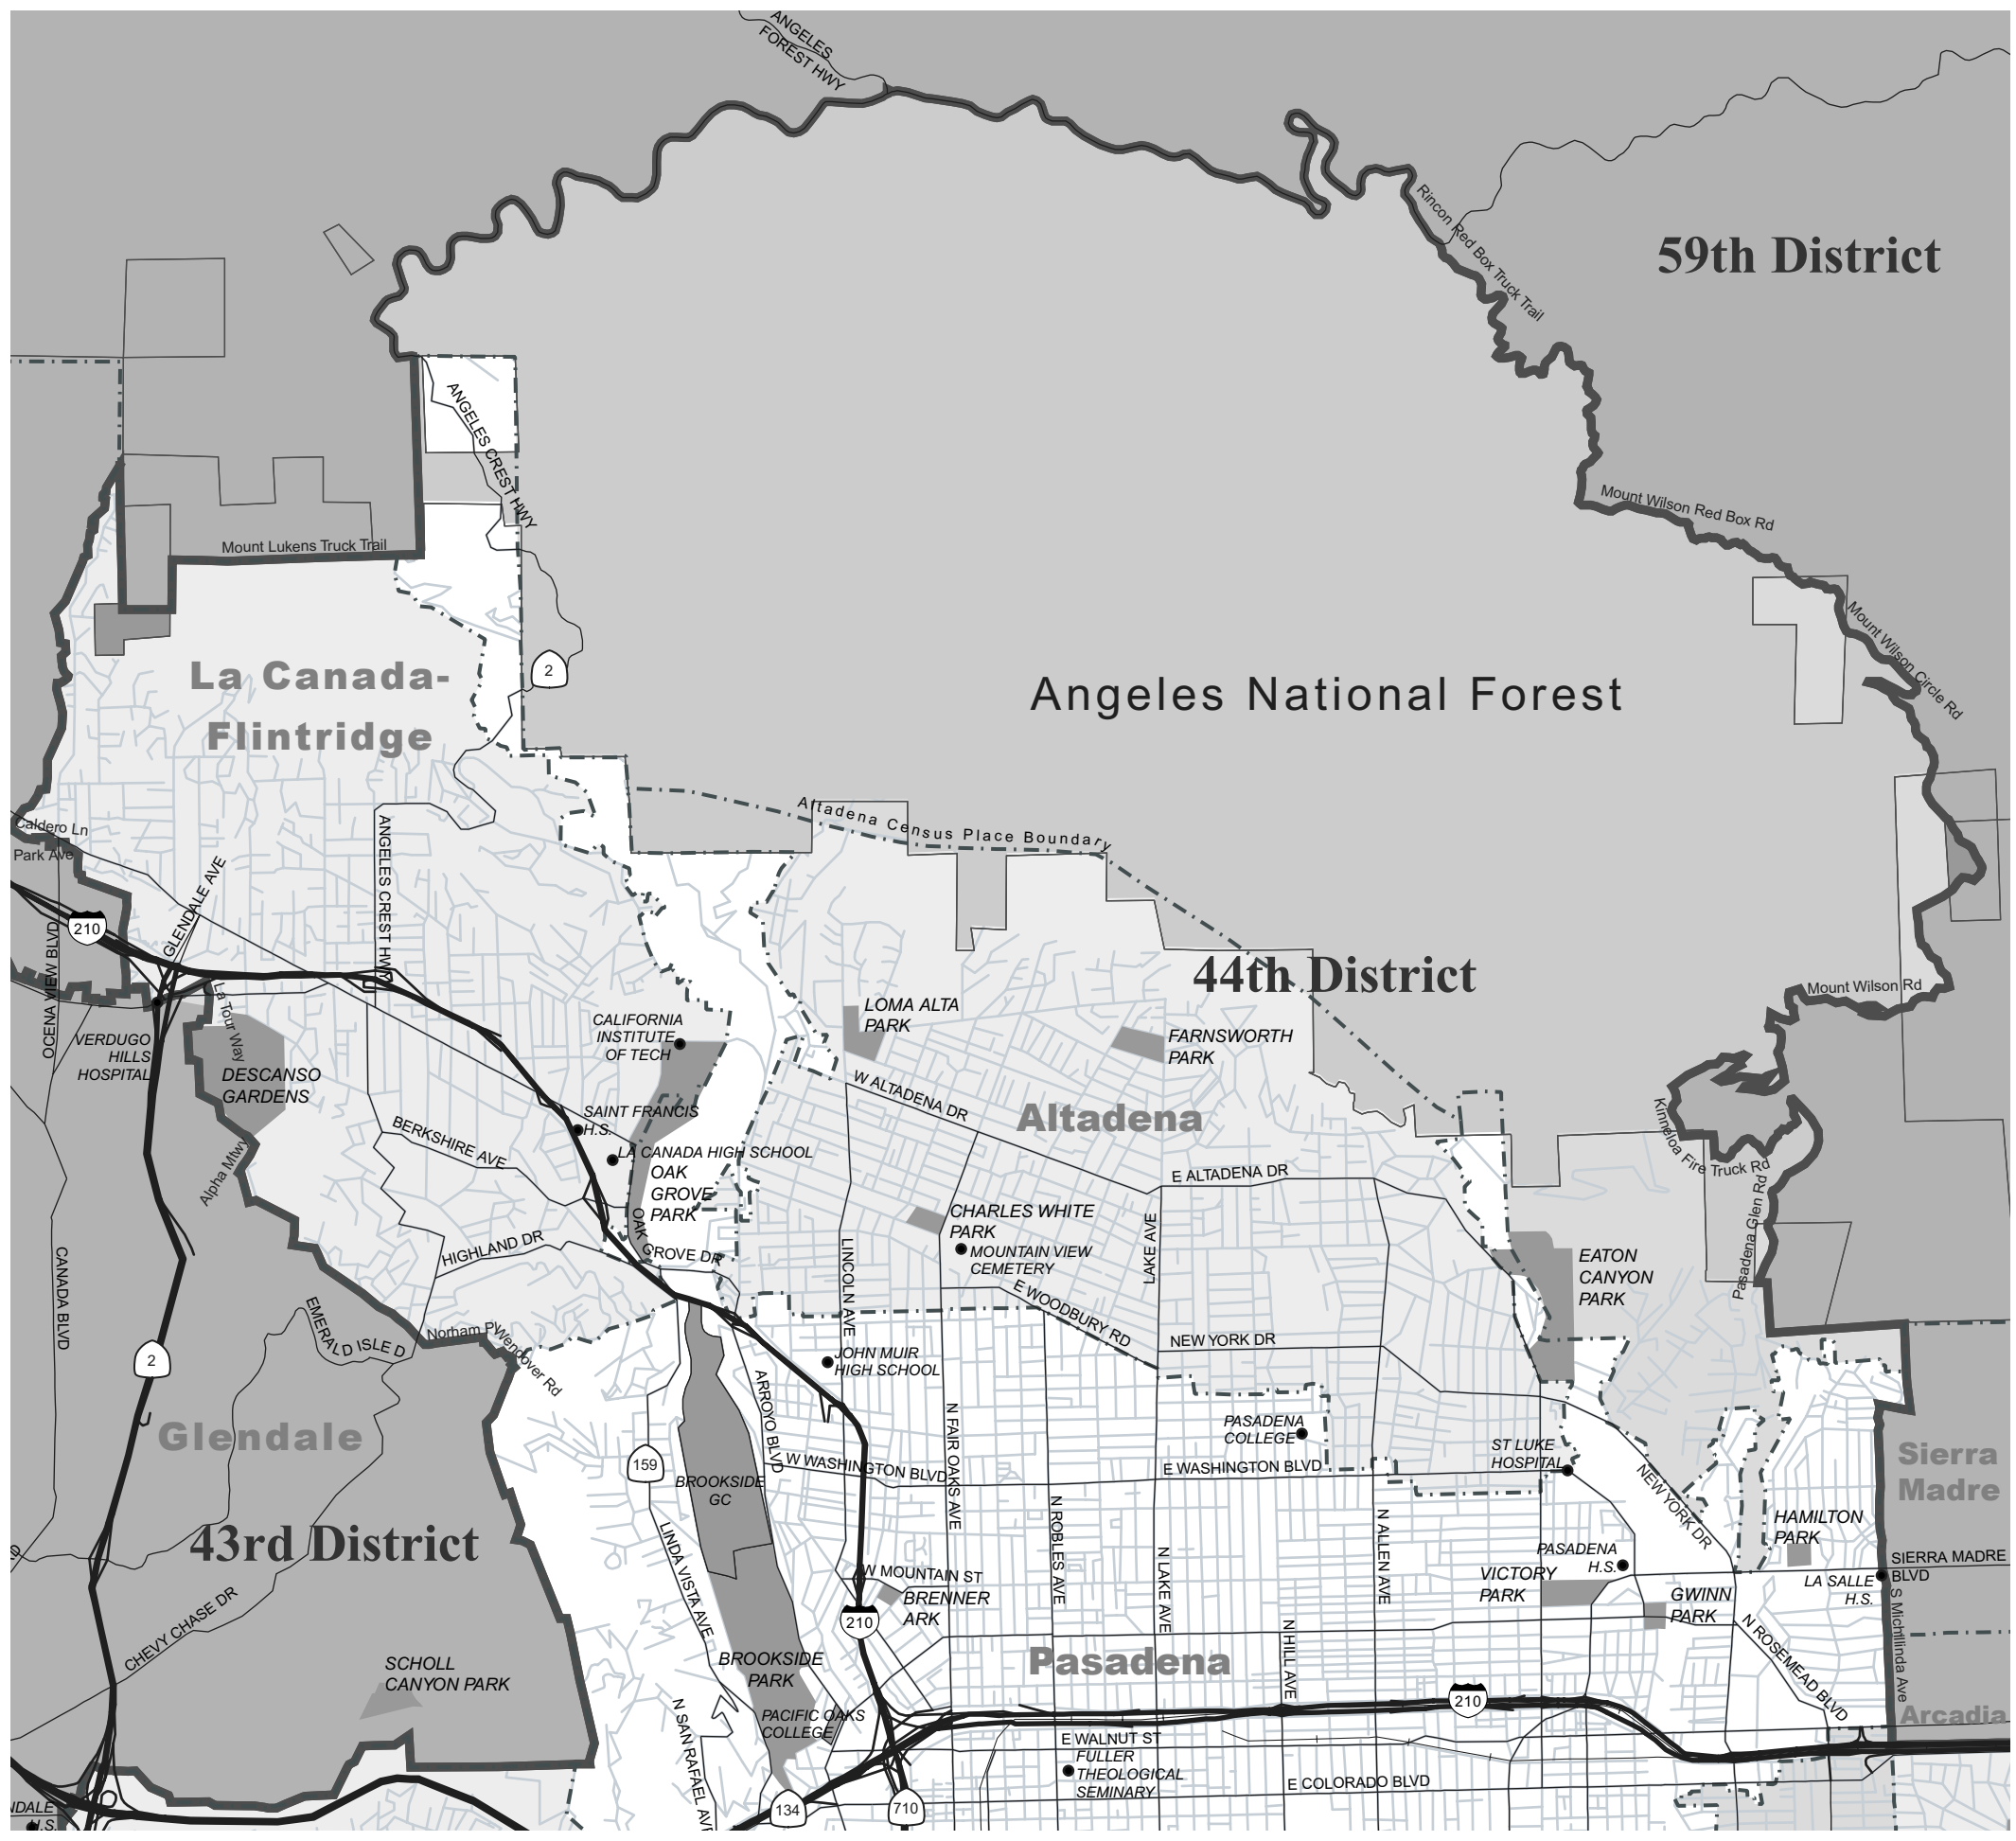 ANGELES
FOREST HWY
Rincon Red Box Truck Trail
59th District
ANGELES CREST HWY
Mount Wilson Red Box Rd
Mount Lukens Truck Trail
Mount Wilson Circle Rd
2
La Canada-
Flintridge
Angeles National Forest
Altadena Census Place Boundary
Caldero Ln
Park Ave
ANGELES CREST HWY
GLENDALE AVE
210
OCENA VIEW BLVD
44th District
Mount Wilson Rd
La Tour Way
LOMA ALTA
PARK
CALIFORNIA
INSTITUTE
OF TECH
FARNSWORTH
PARK
VERDUGO
HILLS
HOSPITAL
DESCANSO
GARDENS
W ALTADENA DR
Altadena
SAINT FRANCIS
H.S.
Kinneloa Fire Truck Rd
BERKSHIRE AVE
LA CANADA HIGH SCHOOL
Alpha Mtwy
OAK
GROVE
PARK
E ALTADENA DR
Pasadena Glen Rd
CHARLES WHITE
PARK
MOUNTAIN VIEW
CEMETERY
LAKE AVE
OAK GROVE DR
HIGHLAND DR
LINCOLN AVE
EATON
CANYON
PARK
CANADA BLVD
EMERALD ISLE D
Norham Pl
Wendover Rd
E WOODBURY RD
NEW YORK DR
2
JOHN MUIR
HIGH SCHOOL
ARROYO BLVD
N FAIR OAKS AVE
PASADENA
COLLEGE
Glendale
159
ST LUKE
HOSPITAL
Sierra
Madre
BROOKSIDE
GC
W WASHINGTON BLVD
E WASHINGTON BLVD
NEW YORK DR
43rd District
LINDA VISTA AVE
N ROBLES AVE
N LAKE AVE
N ALLEN AVE
HAMILTON
PARK
PASADENA
H.S.
SIERRA MADRE
BLVD
W MOUNTAIN ST
VICTORY
PARK
LA SALLE
H.S.
BRENNER
ARK
GWINN
PARK
S Michillinda Ave
CHEVY CHASE DR
210
N HILL AVE
N ROSEMEAD BLVD
SCHOLL
CANYON PARK
BROOKSIDE
PARK
Pasadena
210
Arcadia
N SAN RAFAEL AVE
PACIFIC OAKS
COLLEGE
E WALNUT ST
FULLER
THEOLOGICAL
SEMINARY
E COLORADO BLVD
NDALE
H.S.
134
710